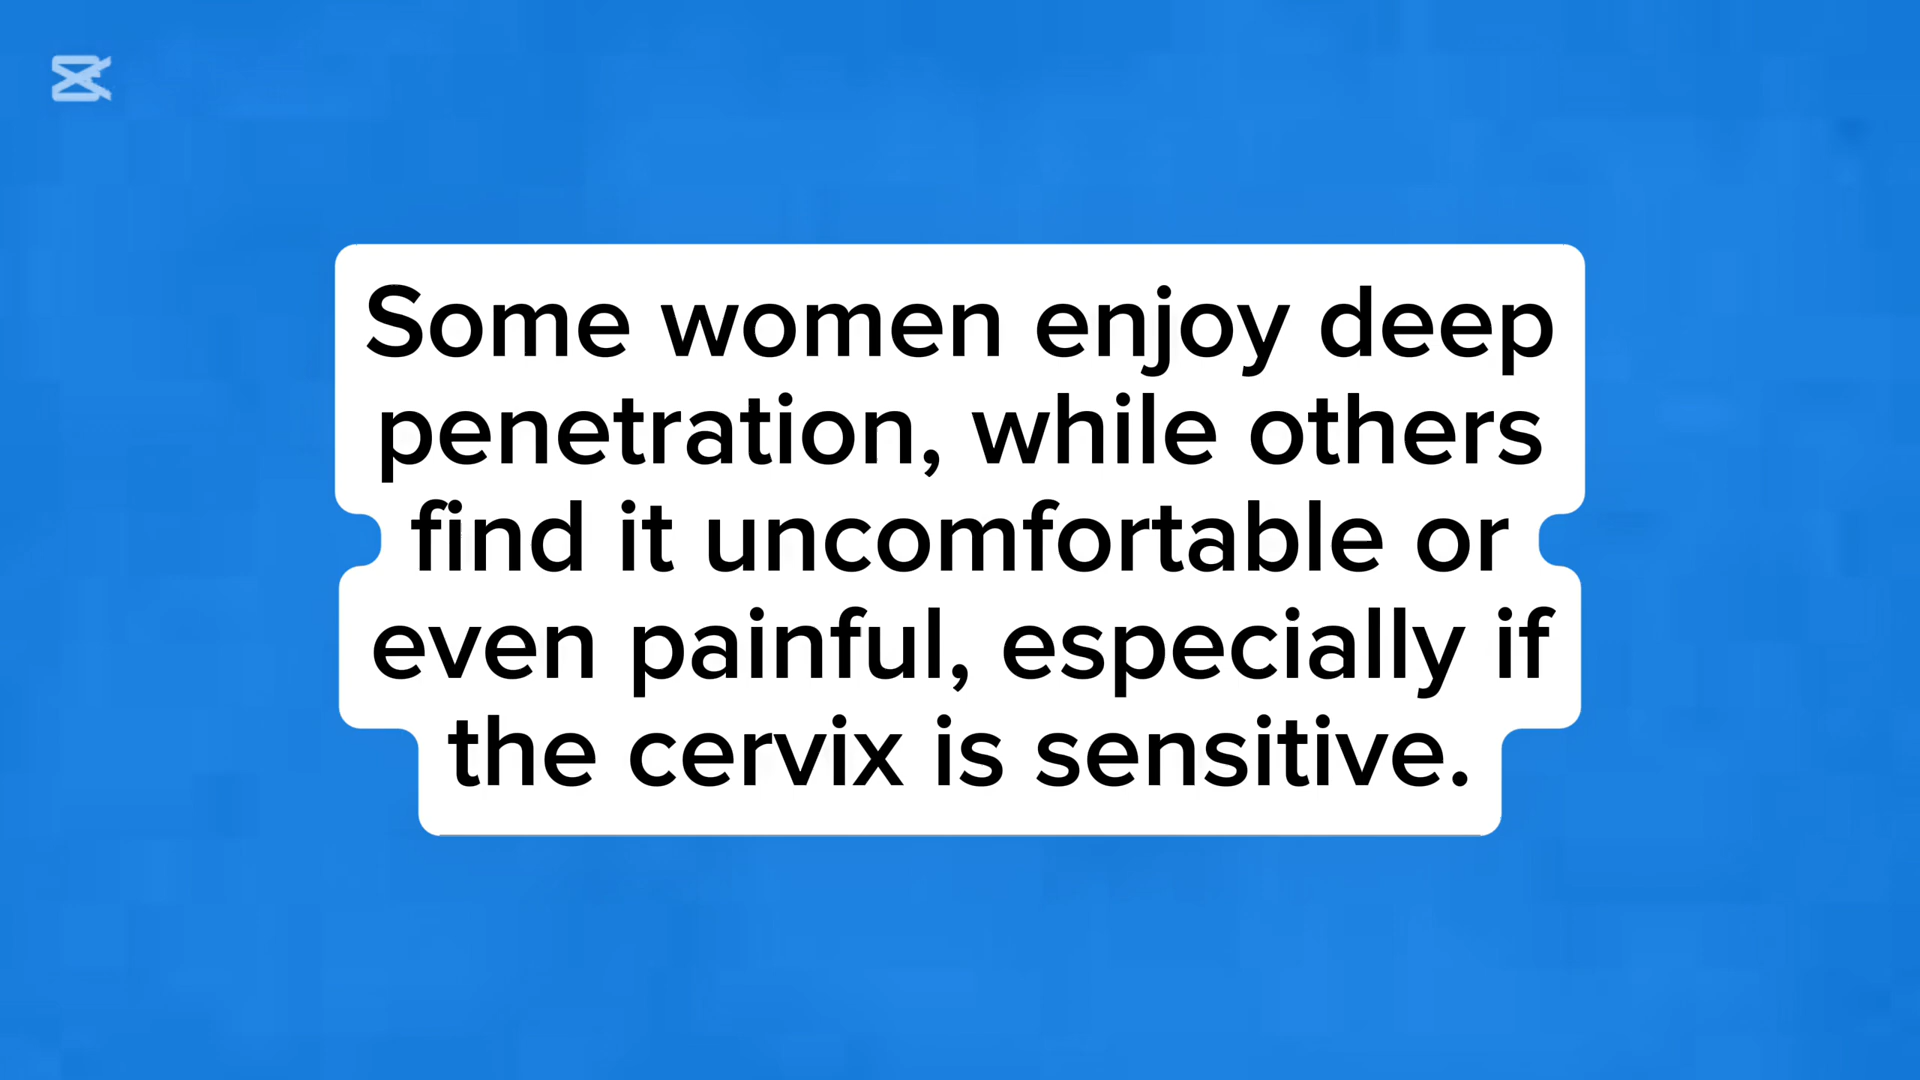 Some women enjoy deep
penetration, while others
find it uncomfortable or
even painful, especially if
the cervix is sensitive.